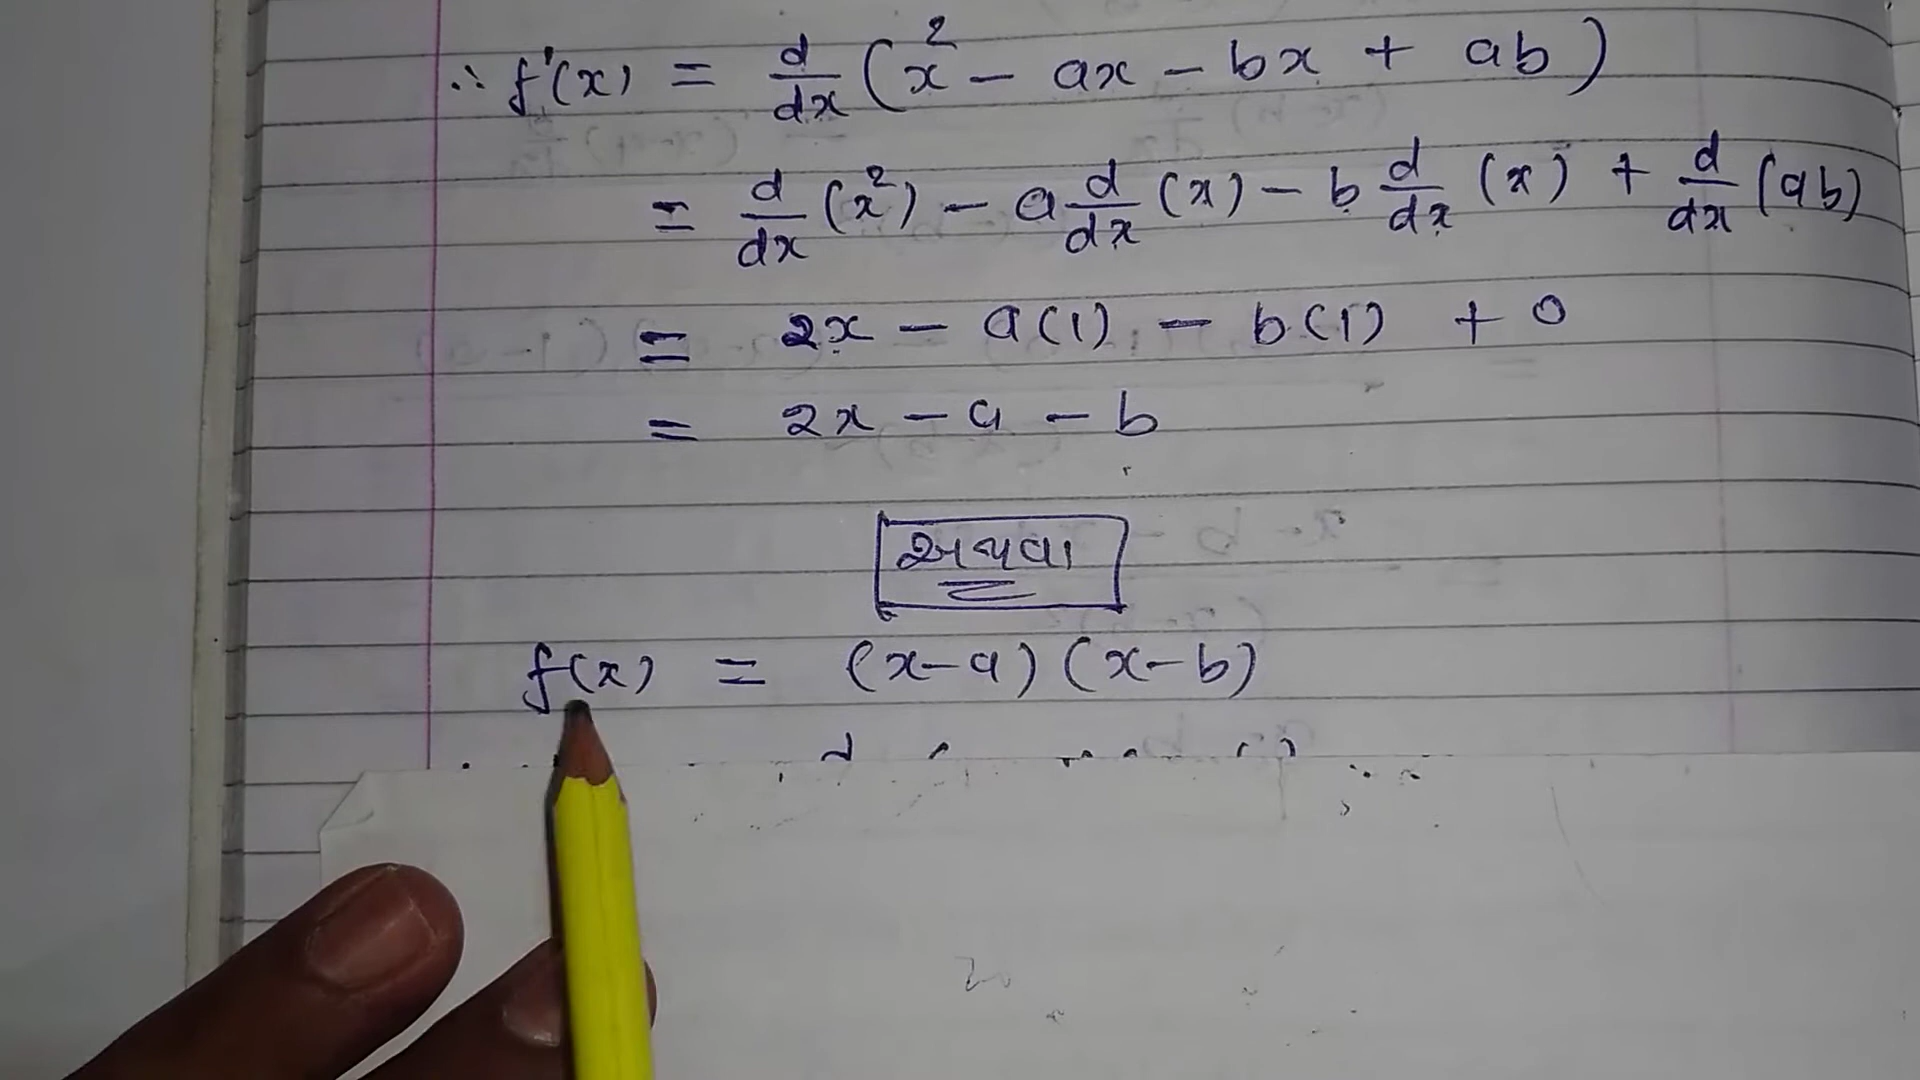 ∴ f'(x) = d/dx (x² - ax - bx + ab)
= d/dx (x²) - a d/dx (x) - b d/dx (x) + d/dx (ab)
= 2x - a(1) - b(1) + 0
= 2x - a - b
અથવા
f(x) = (x-a) (x-b)